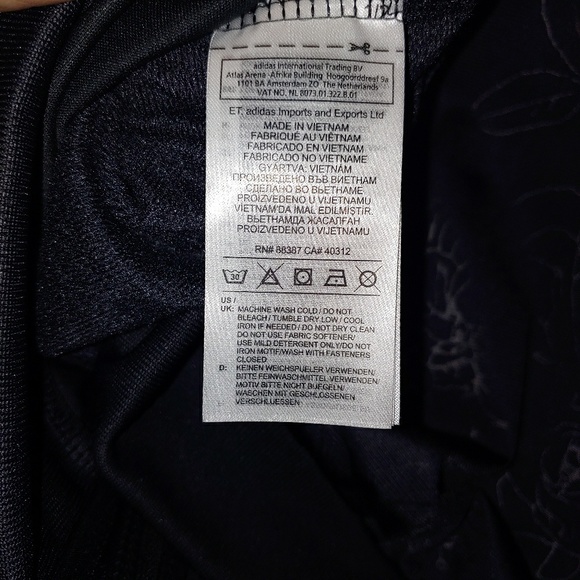 adidas International Trading BV
Atlas Arena -Afrika Building Hoogoorddreef 9a
1101 BA Amsterdam ZO The Netherlands
VAT NO. NL 8073.01.322.B.01
ET. adidas Imports and Exports Ltd
MADE IN VIETNAM
FABRIQUÉ AU VIÊTNAM
FABRICADO EN VIETNAM
FABRICADO NO VIETNAME
GYÁRTVA: VIETNÁM
ПРОИЗВЕДЕНО ВЪВ ВИЕТНАМ
СДЕЛАНО ВО ВЬЕТНАМЕ
PROIZVEDENO U VIJETNAMU
VIETNAM'DA IMAL EDILMIŞTIR.
ВЬЕТНАМДА ЖАСАЛҒАН
PROIZVEDENO U VIJETNAMU
RN# 88387 CA# 40312
30
US /
UK: MACHINE WASH COLD / DO NOT
BLEACH / TUMBLE DRY LOW / COOL
IRON IF NEEDED / DO NOT DRY CLEAN
DO NOT USE FABRIC SOFTENER/
USE MILD DETERGENT ONLY/DO NOT
IRON MOTIF/WASH WITH FASTENERS
CLOSED
D: KEINEN WEICHSPUELER VERWENDEN/
BITTE FEINWASCHMITTEL VERWENDEN/
MOTIV BITTE NICHT BUEGELN/
WASCHEN MIT GESCHLOSSENEN
VERSCHLUESSEN